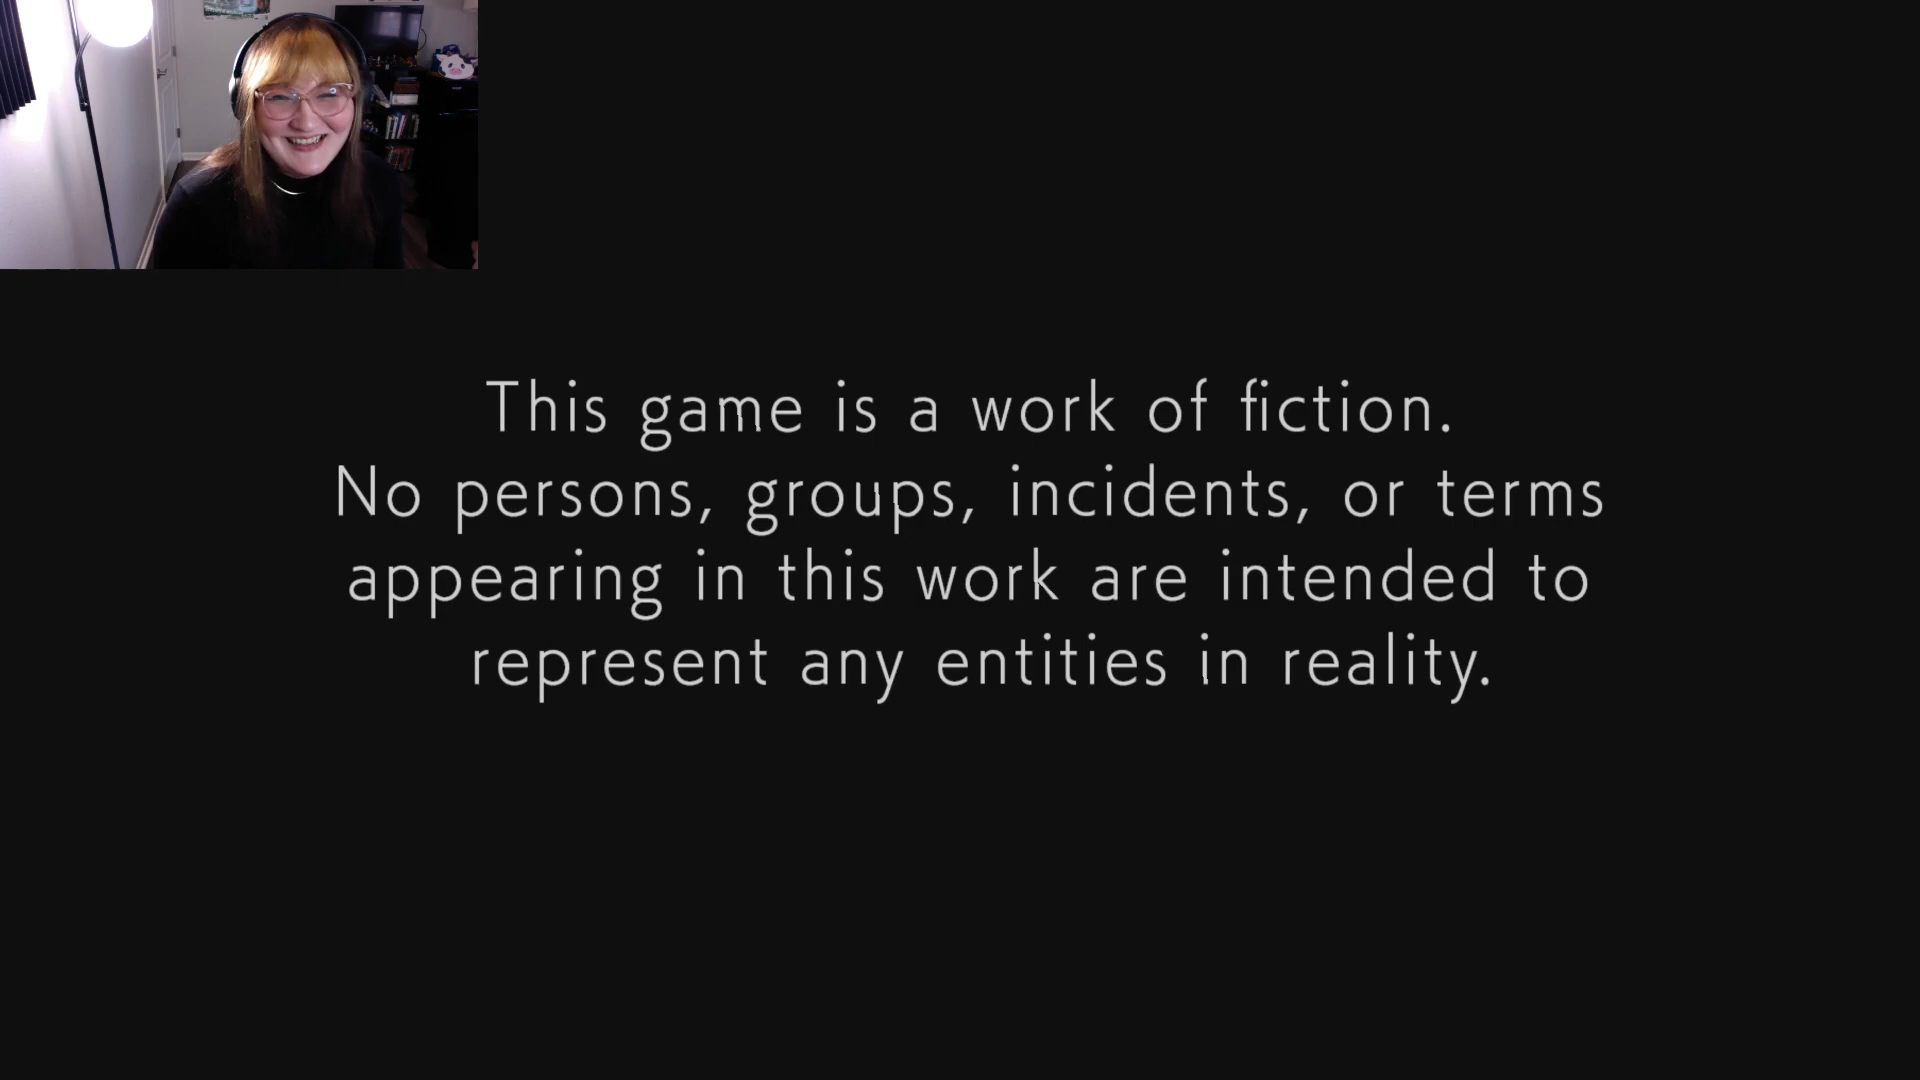 This game is a work of fiction.
No persons, groups, incidents, or terms
appearing in this work are intended to
represent any entities in reality.